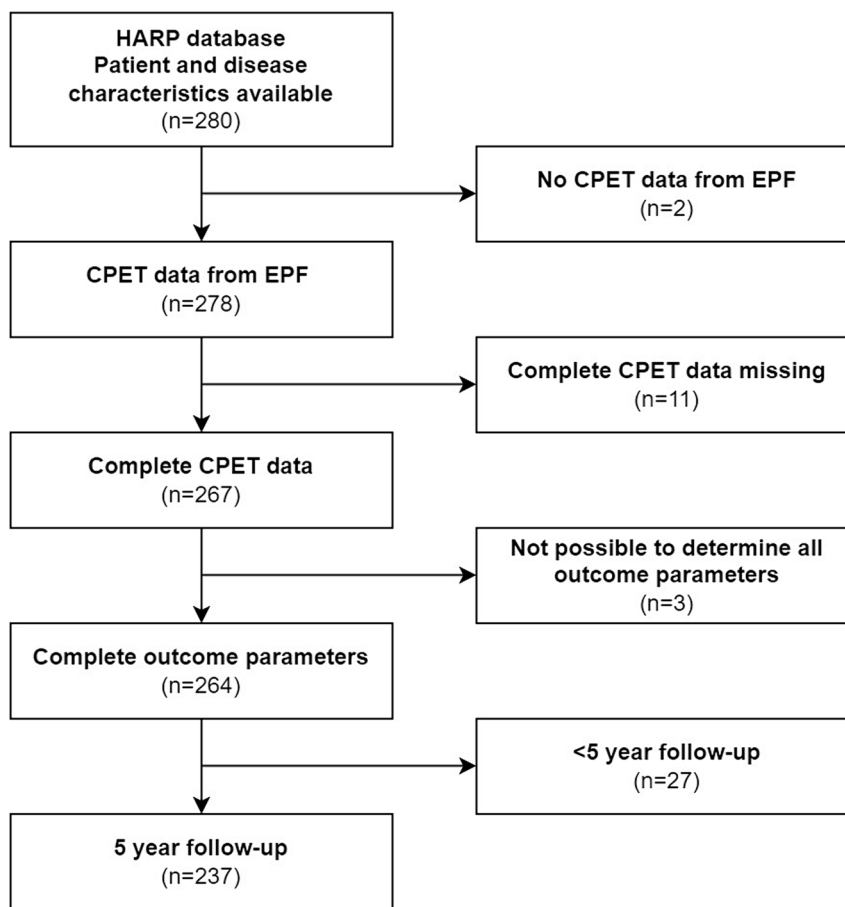 HARP database
Patient and disease
characteristics available
(n=280)
No CPET data from EPF
(n=2)
CPET data from EPF
(n=278)
Complete CPET data missing
(n=11)
Complete CPET data
(n=267)
Not possible to determine all
outcome parameters
(n=3)
Complete outcome parameters
(n=264)
<5 year follow-up
(n=27)
5 year follow-up
(n=237)